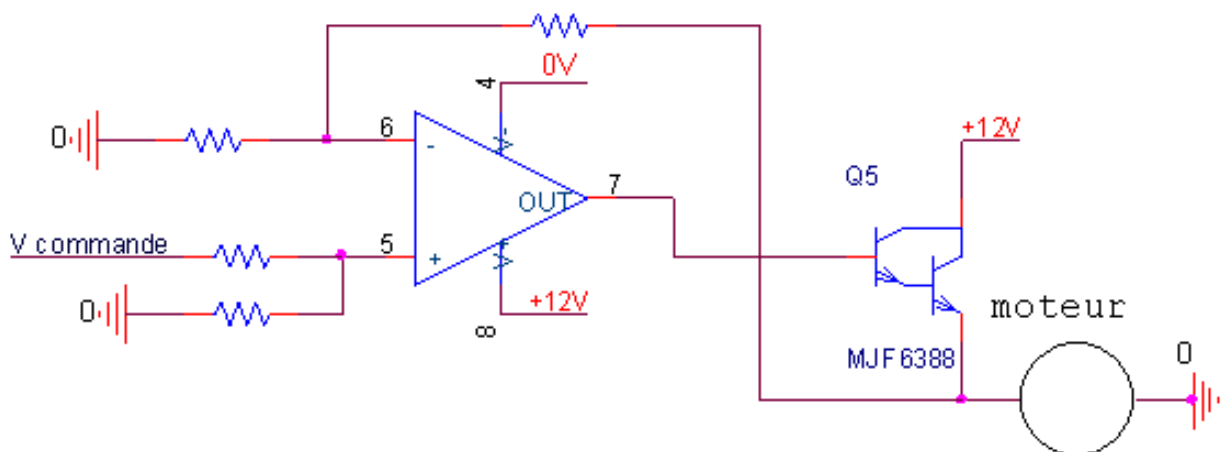 4
0V
0
6
-
+12V
Q5
OUT
7
V commande
5
+
0
+12V
8
moteur
MJF6388
0
V-
V+